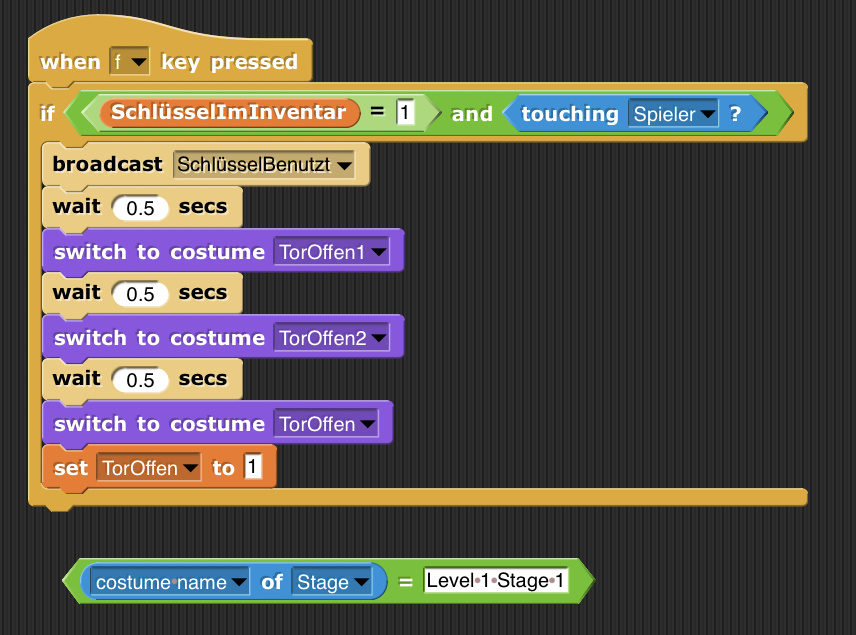 when f key pressed
if SchlüsselImInventar = 1 and touching Spieler ?
broadcast SchlüsselBenutzt
wait 0.5 secs
switch to costume TorOffen1
wait 0.5 secs
switch to costume TorOffen2
wait 0.5 secs
switch to costume TorOffen
set TorOffen to 1
costume name of Stage = Level 1 Stage 1